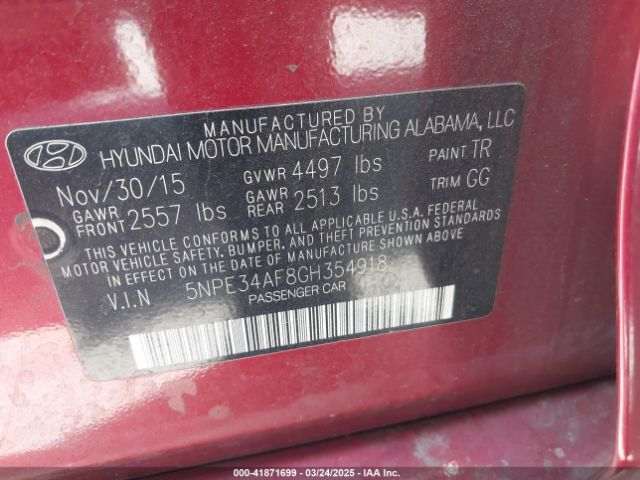 MANUFACTURED BY
HYUNDAI MOTOR MANUFACTURING ALABAMA, LLC
Nov/30/15 GVWR 4497 lbs PAINT TR
GAWR FRONT 2557 lbs GAWR REAR 2513 lbs TRIM GG
THIS VEHICLE CONFORMS TO ALL APPLICABLE U.S.A. FEDERAL
MOTOR VEHICLE SAFETY, BUMPER, AND THEFT PREVENTION STANDARDS
IN EFFECT ON THE DATE OF MANUFACTURE SHOWN ABOVE
V.I.N 5NPE34AF8GH354918
PASSENGER CAR
00-41871699 — 03/24/2025 — IAA Inc.